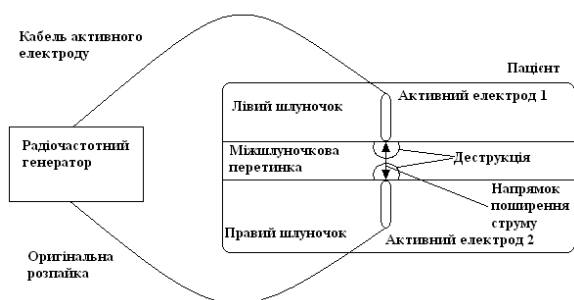 Кабель активного
електроду
Пацієнт
Лівий шлуночок
Активний електрод 1
Радіочастотний
генератор
Міжшлуночкова
перетинка
Деструкція
Напрямок
поширення
струму
Правий шлуночок
Активний електрод 2
Оригінальна
розпайка